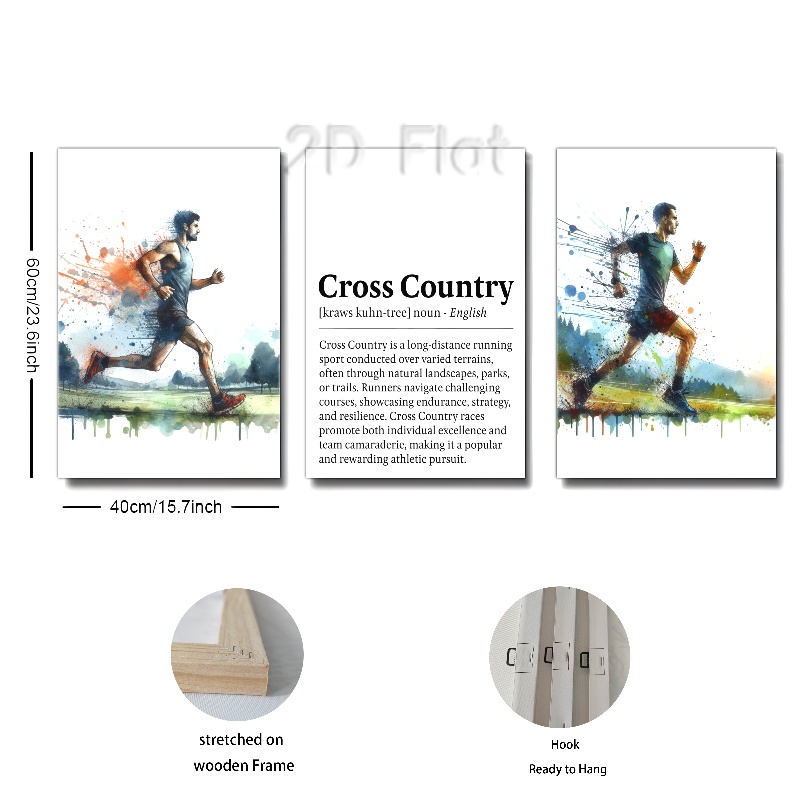 2D Flat
60cm/23.6inch
Cross Country
[kraws kuhn-tree] noun - English
Cross Country is a long-distance running
sport conducted over varied terrains,
often through natural landscapes, parks,
or trails. Runners navigate challenging
courses, showcasing endurance, strategy,
and resilience. Cross Country races
promote both individual excellence and
team camaraderie, making it a popular
and rewarding athletic pursuit.
40cm/15.7inch
stretched on
wooden Frame
Hook
Ready to Hang